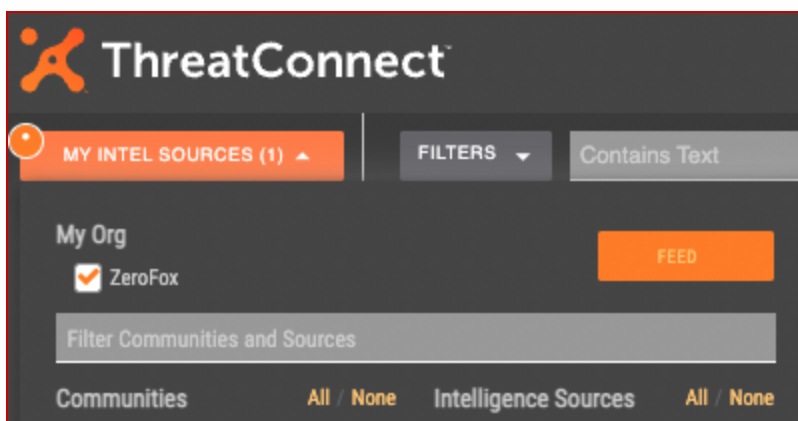 ThreatConnect™
MY INTEL SOURCES (1)
FILTERS
Contains Text
My Org
FEED
ZeroFox
Filter Communities and Sources
Communities All / None Intelligence Sources All / None